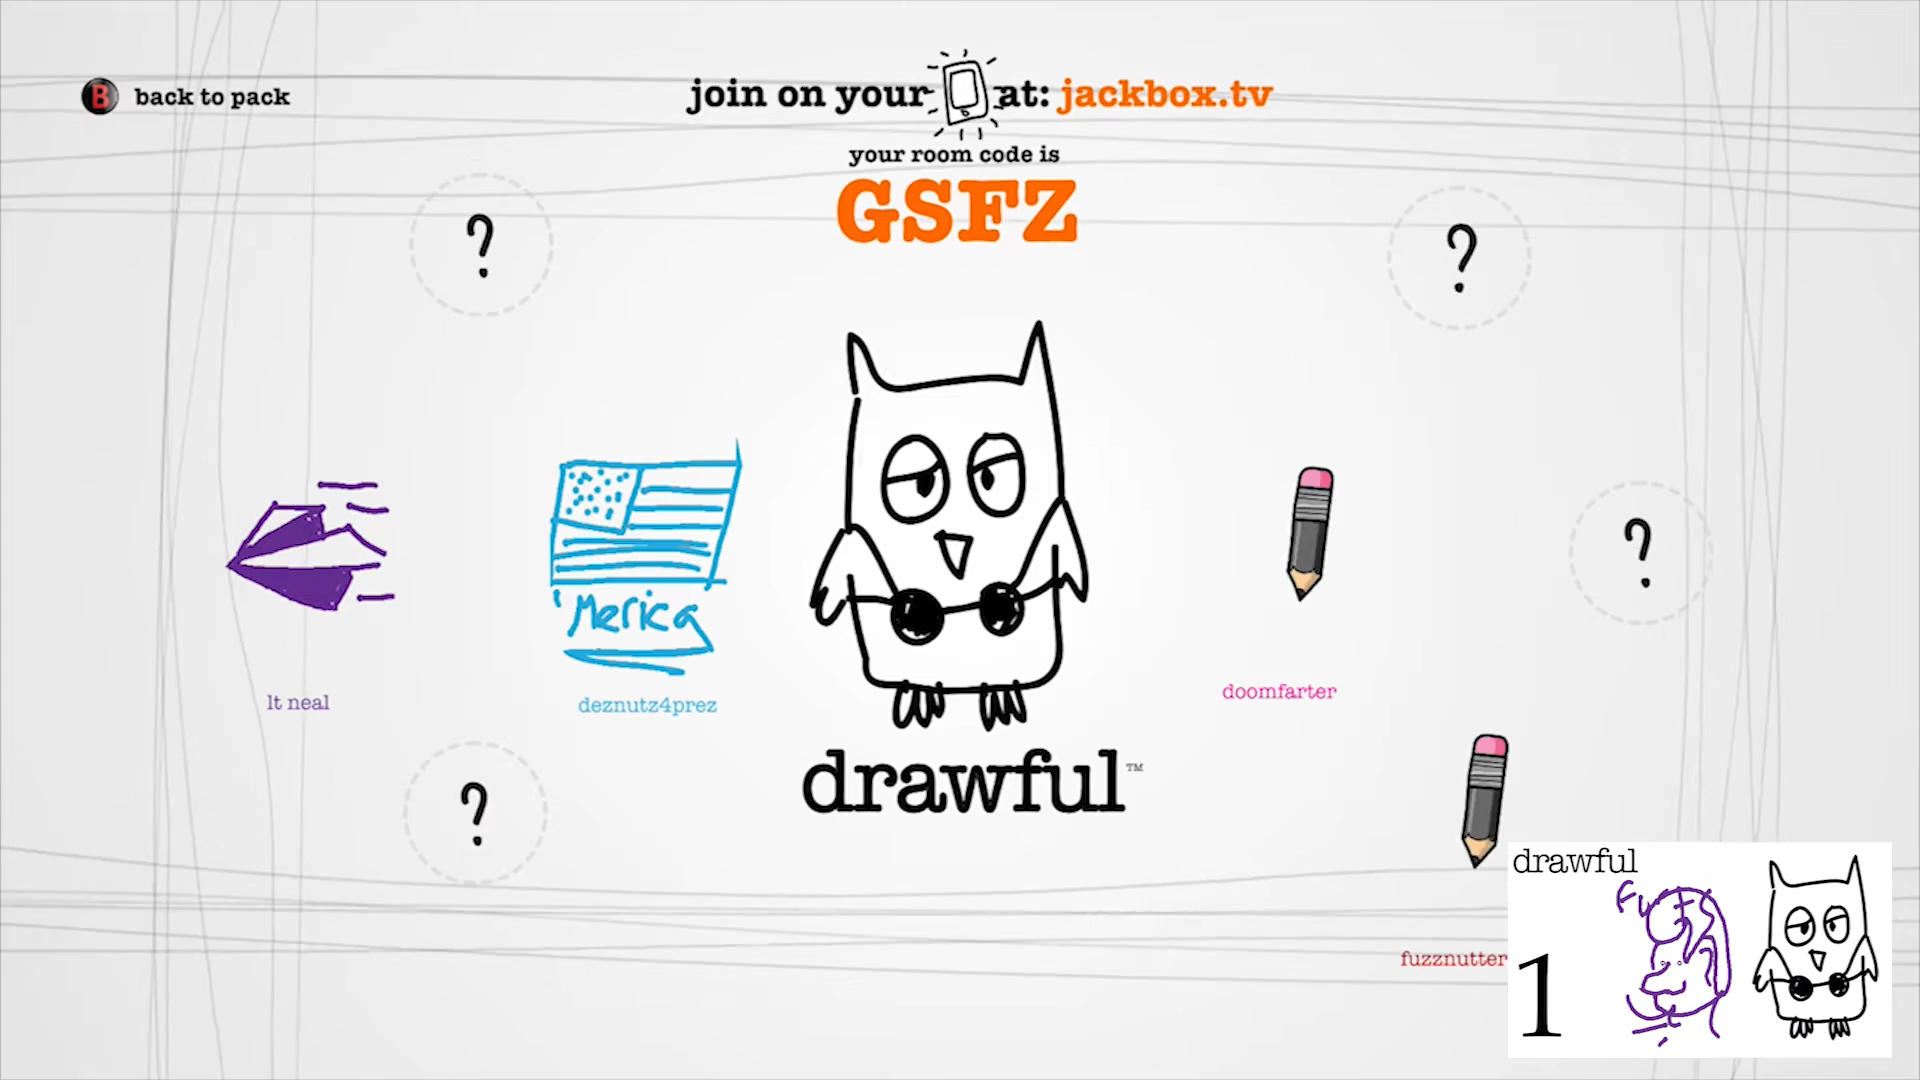 B back to pack
join on your at: jackbox.tv
your room code is
GSFZ
?
?
?
?
'Merica
lt neal
deznutz4prez
doomfarter
drawful™
fuzznutter
drawful
1